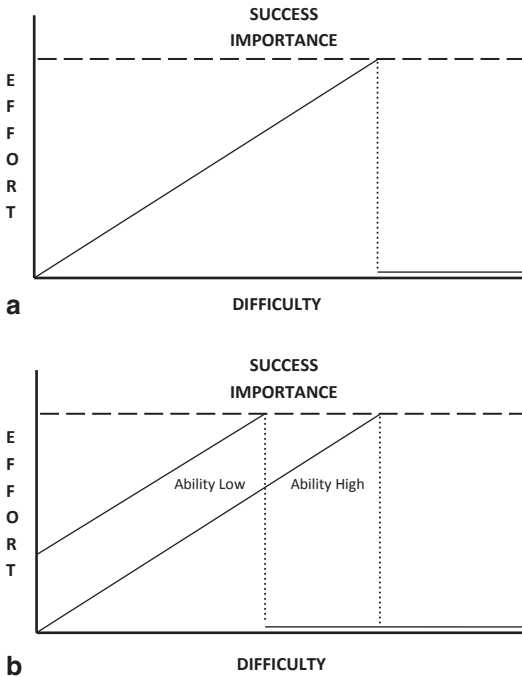 SUCCESS
IMPORTANCE
E
F
F
O
R
T
a
DIFFICULTY
SUCCESS
IMPORTANCE
E
F
F
O
R
T
Ability Low
Ability High
b
DIFFICULTY